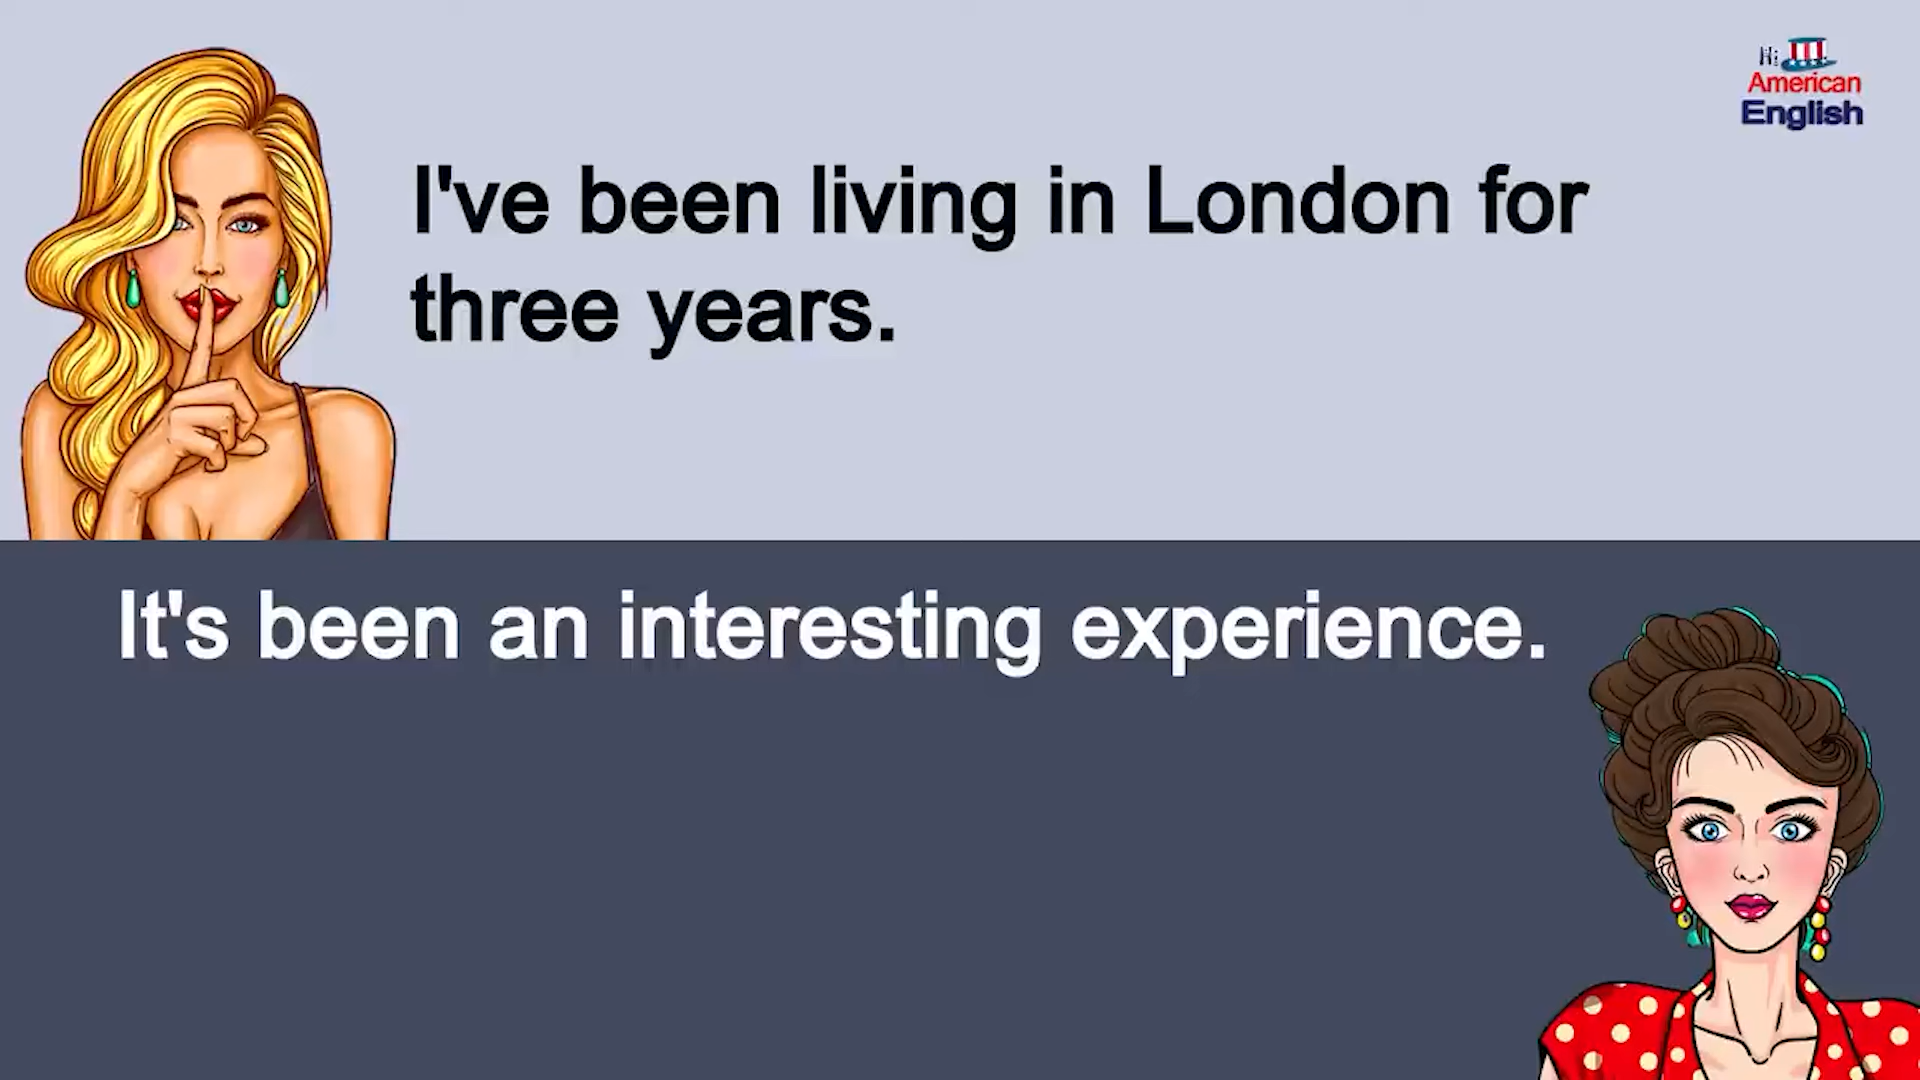 Hi
American
English
I've been living in London for
three years.
It's been an interesting experience.